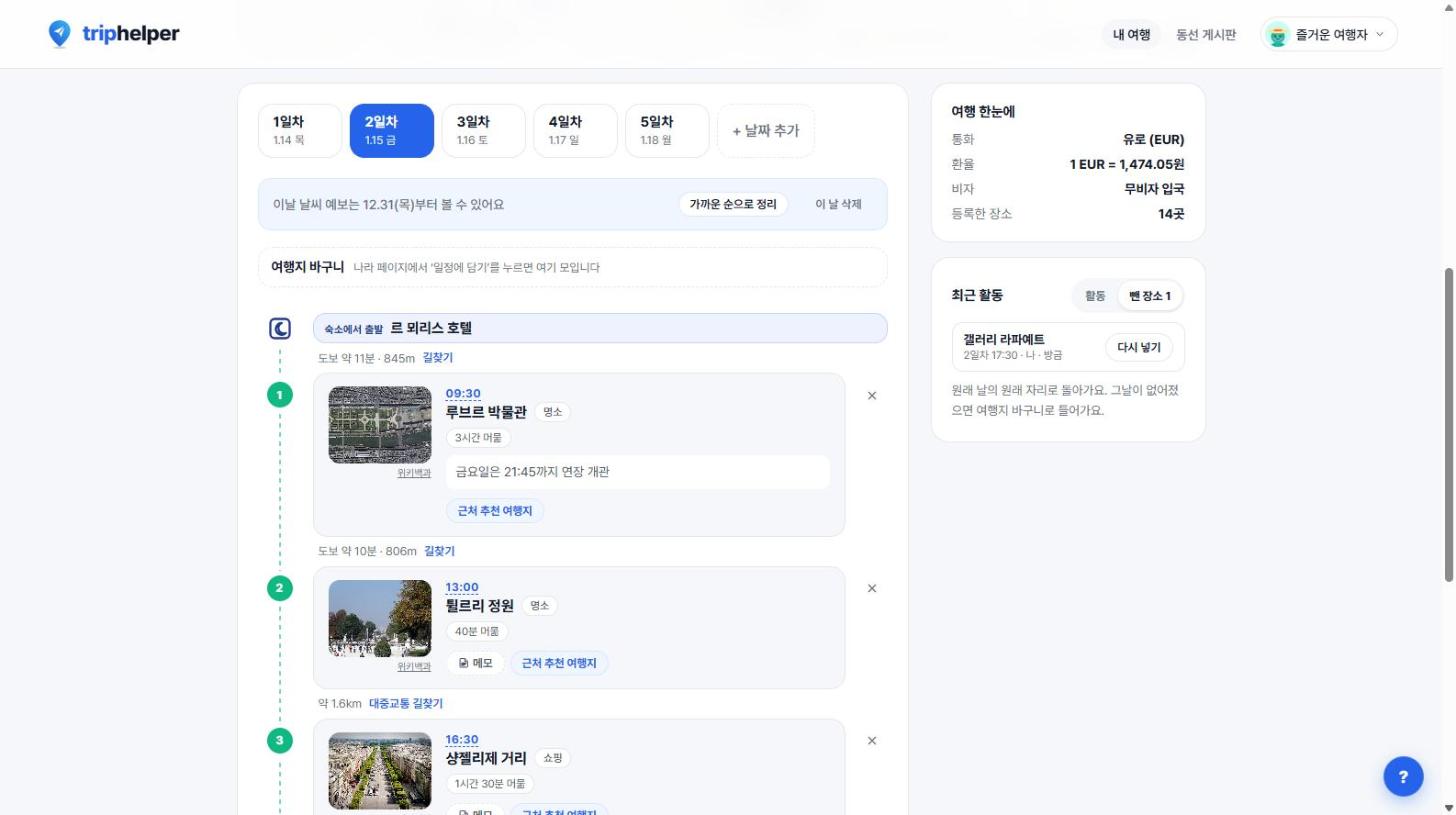 triphelper
내 여행
동선 게시판
즐거운 여행자
1일차
1.14 목
2일차
1.15 금
3일차
1.16 토
4일차
1.17 일
5일차
1.18 월
+ 날짜 추가
이날 날씨 예보는 12.31(목)부터 볼 수 있어요
가까운 순으로 정리
이 날 삭제
여행지 바구니 나라 페이지에서 '일정에 담기'를 누르면 여기 모입니다
숙소에서 출발 르 뫼리스 호텔
도보 약 11분 · 845m 길찾기
1
09:30
루브르 박물관 명소
3시간 머묾
위키백과
금요일은 21:45까지 연장 개관
근처 추천 여행지
도보 약 10분 · 806m 길찾기
2
13:00
튈르리 정원 명소
40분 머묾
위키백과
메모 근처 추천 여행지
약 1.6km 대중교통 길찾기
3
16:30
샹젤리제 거리 쇼핑
1시간 30분 머묾
메모 근처 추천 여행지
여행 한눈에
통화 유로 (EUR)
환율 1 EUR = 1,474.05원
비자 무비자 입국
등록한 장소 14곳
최근 활동 활동 뺀 장소 1
갤러리 라파예트
2일차 17:30 · 나 · 방금
다시 넣기
원래 날의 원래 자리로 돌아가요. 그날이 없어졌
으면 여행지 바구니로 들어가요.
?